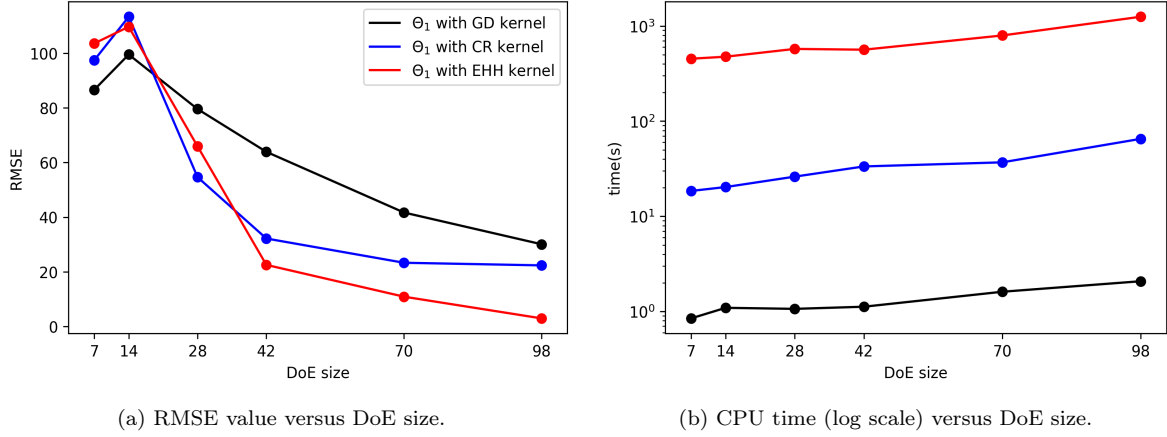 100
80
60
40
20
0
RMSE
Θ₁ with GD kernel
Θ₁ with CR kernel
Θ₁ with EHH kernel
7 14 28 42 70 98
DoE size
(a) RMSE value versus DoE size.
10³
10²
10¹
10⁰
time(s)
7 14 28 42 70 98
DoE size
(b) CPU time (log scale) versus DoE size.